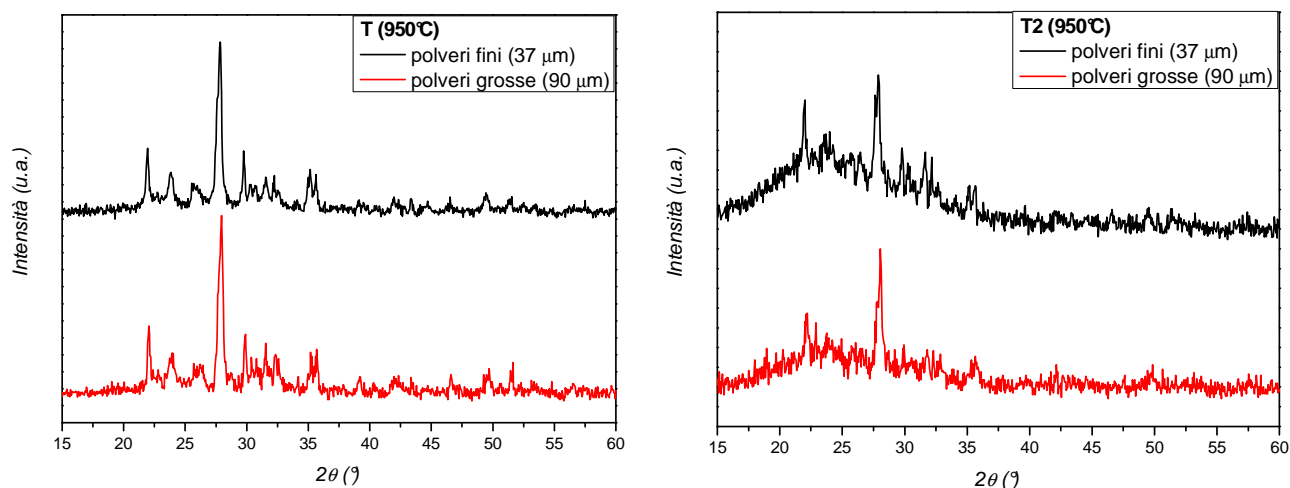 T (950℃)
polveri fini (37 μm)
polveri grosse (90 μm)
Intensità (u.a.)
15 20 25 30 35 40 45 50 55 60
2θ (°)
T2 (950℃)
polveri fini (37 μm)
polveri grosse (90 μm)
Intensità (u.a.)
15 20 25 30 35 40 45 50 55 60
2θ (°)